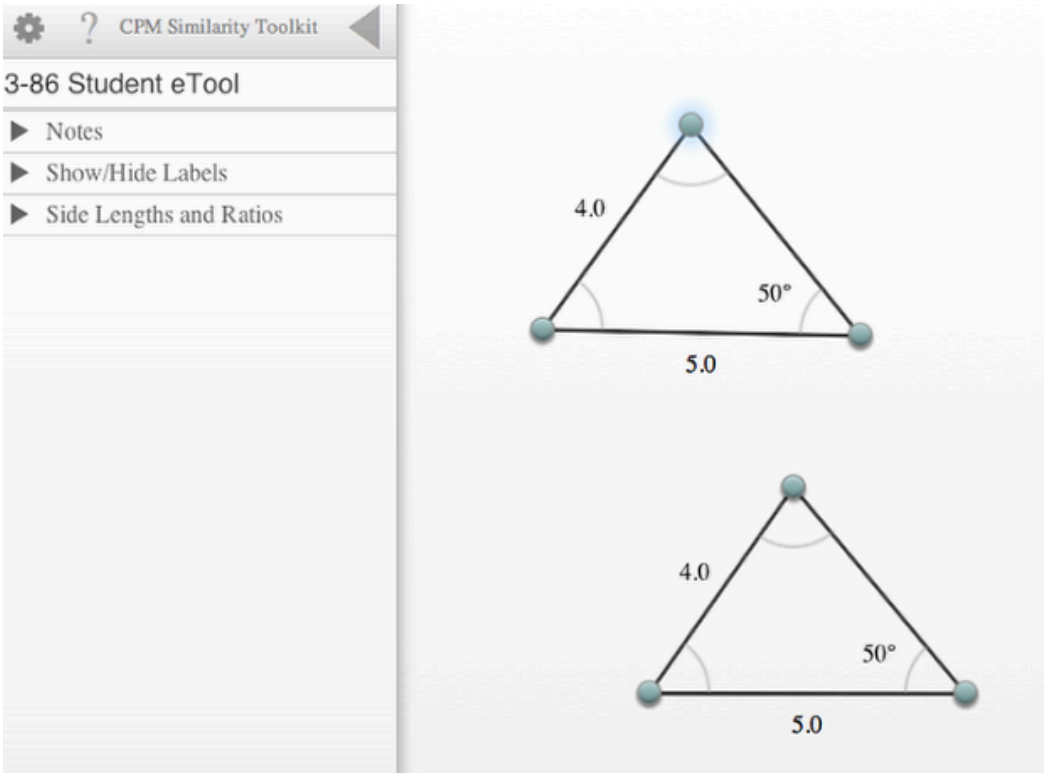 ? CPM Similarity Toolkit
3-86 Student eTool
Notes
Show/Hide Labels
Side Lengths and Ratios
4.0
50°
5.0
4.0
50°
5.0